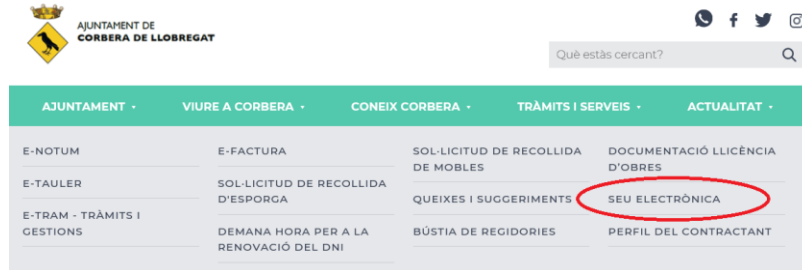 AJUNTAMENT DE
CORBERA DE LLOBREGAT
Què estàs cercant?
AJUNTAMENT
VIURE A CORBERA
CONEIX CORBERA
TRÀMITS I SERVEIS
ACTUALITAT
E-NOTUM
E-TAULER
E-TRAM - TRÀMITS I
GESTIONS
E-FACTURA
SOL·LICITUD DE RECOLLIDA
D'ESPORGA
DEMANA HORA PER A LA
RENOVACIÓ DEL DNI
SOL·LICITUD DE RECOLLIDA
DE MOBLES
QUEIXES I SUGGERIMENTS
BÚSTIA DE REGIDORIES
DOCUMENTACIÓ LLICÈNCIA
D'OBRES
SEU ELECTRÒNICA
PERFIL DEL CONTRACTANT